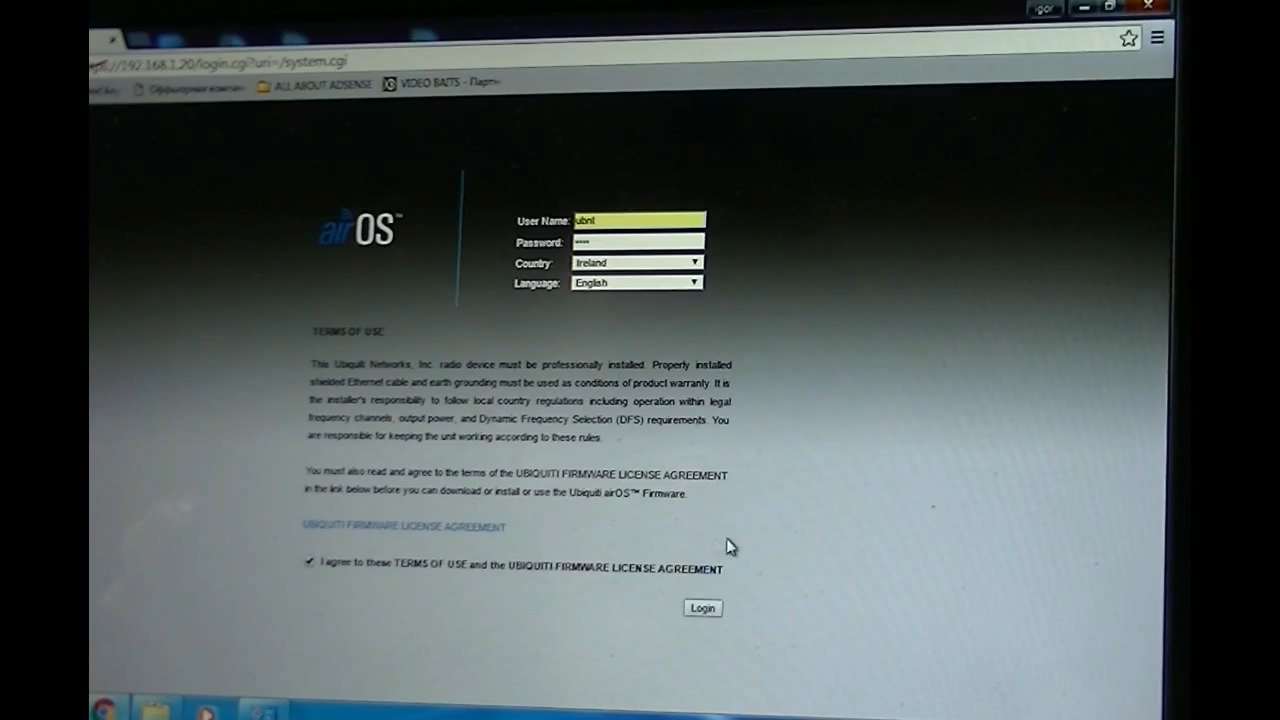 igor
192.168.1.20/login.cgi?uri=/system.cgi
Оффшорная компан ALL ABOUT ADSENSE VIDEO BAITS - Партн
airOS™
User Name: ubnt
Password: ••••
Country: Ireland
Language: English
TERMS OF USE
This Ubiquiti Networks, Inc. radio device must be professionally installed. Properly installed
shielded Ethernet cable and earth grounding must be used as conditions of product warranty. It is
the installer's responsibility to follow local country regulations including operation within legal
frequency channels, output power, and Dynamic Frequency Selection (DFS) requirements. You
are responsible for keeping the unit working according to these rules.
You must also read and agree to the terms of the UBIQUITI FIRMWARE LICENSE AGREEMENT
in the link below before you can download or install or use the Ubiquiti airOS™ Firmware.
UBIQUITI FIRMWARE LICENSE AGREEMENT
I agree to these TERMS OF USE and the UBIQUITI FIRMWARE LICENSE AGREEMENT
Login